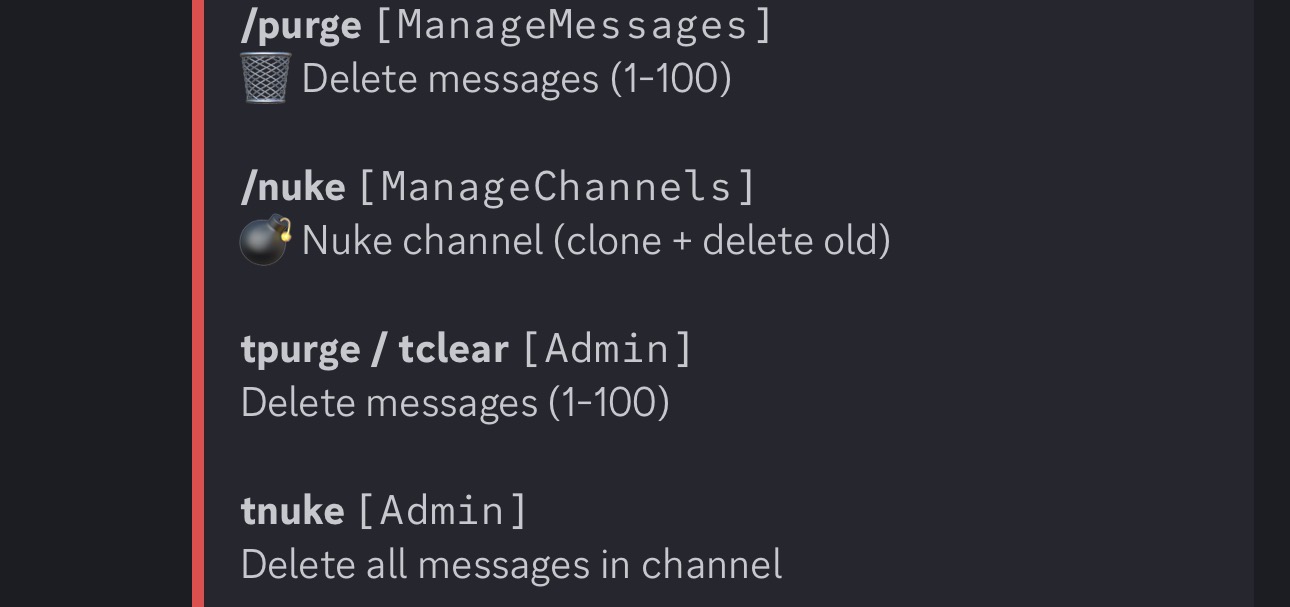 /purge [ManageMessages]
🗑️ Delete messages (1-100)
/nuke [ManageChannels]
💣 Nuke channel (clone + delete old)
tpurge / tclear [Admin]
Delete messages (1-100)
tnuke [Admin]
Delete all messages in channel